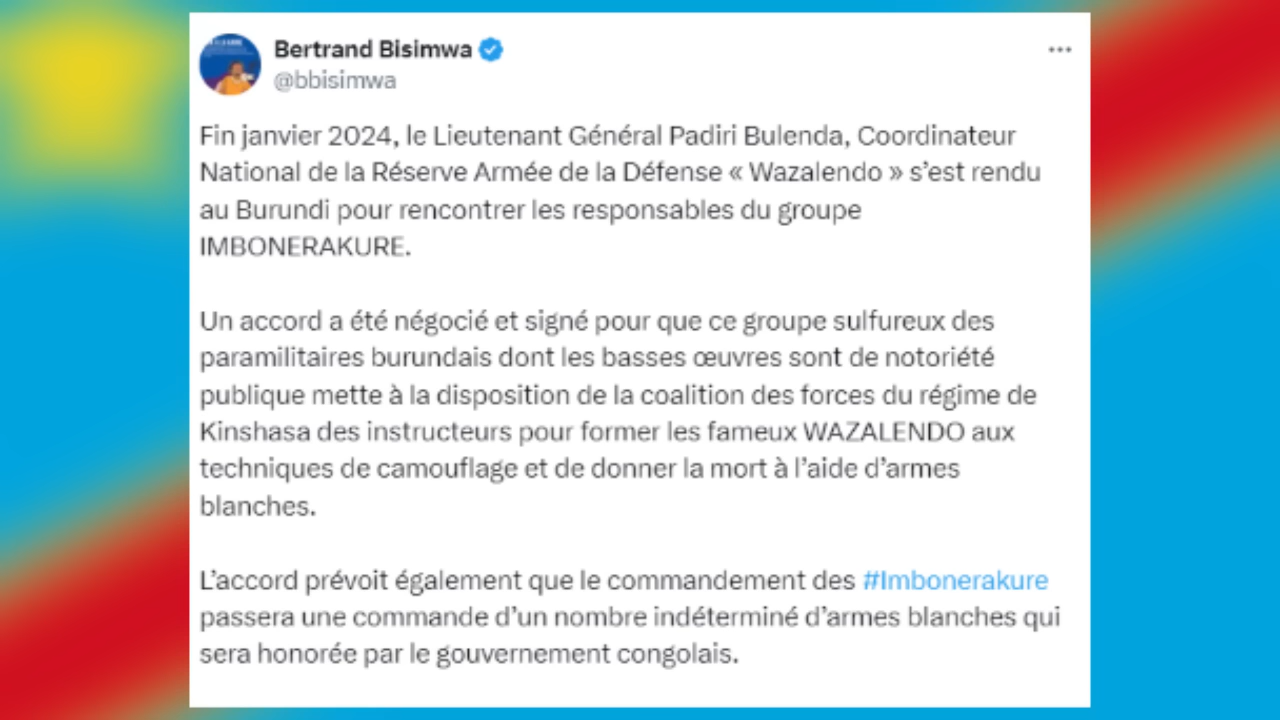 Bertrand Bisimwa
@bbisimwa
Fin janvier 2024, le Lieutenant Général Padiri Bulenda, Coordinateur
National de la Réserve Armée de la Défense « Wazalendo » s’est rendu
au Burundi pour rencontrer les responsables du groupe
IMBONERAKURE.
Un accord a été négocié et signé pour que ce groupe sulfureux des
paramilitaires burundais dont les basses œuvres sont de notoriété
publique mette à la disposition de la coalition des forces du régime de
Kinshasa des instructeurs pour former les fameux WAZALENDO aux
techniques de camouflage et de donner la mort à l’aide d’armes
blanches.
L’accord prévoit également que le commandement des #Imbonerakure
passera une commande d’un nombre indéterminé d’armes blanches qui
sera honorée par le gouvernement congolais.